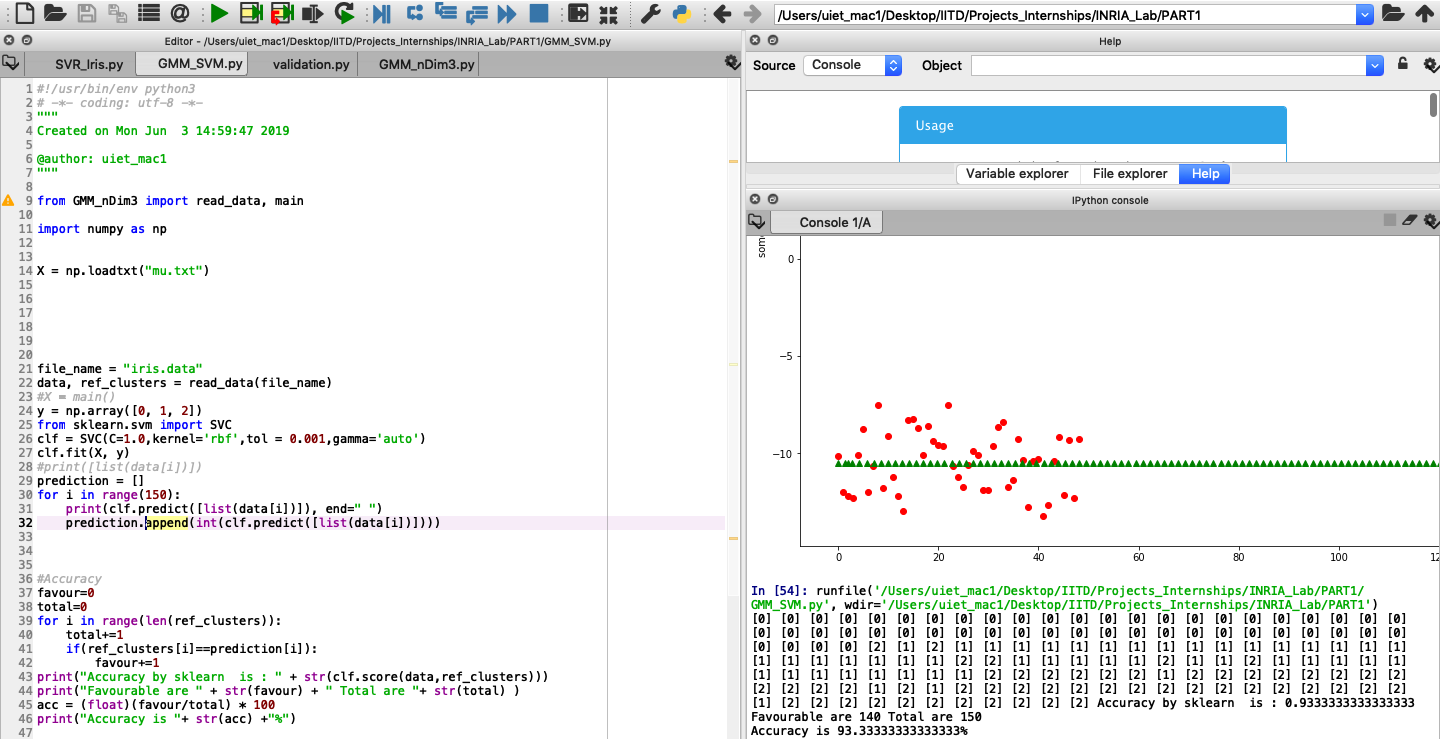 /Users/uiet_mac1/Desktop/IITD/Projects_Internships/INRIA_Lab/PART1
Editor - /Users/uiet_mac1/Desktop/IITD/Projects_Internships/INRIA_Lab/PART1/GMM_SVM.py
SVR_Iris.py GMM_SVM.py validation.py GMM_nDim3.py
1 #!/usr/bin/env python3
2 # -*- coding: utf-8 -*-
3 """
4 Created on Mon Jun  3 14:59:47 2019
5
6 @author: uiet_mac1
7 """
8
9 from GMM_nDim3 import read_data, main
10
11 import numpy as np
12
13
14 X = np.loadtxt("mu.txt")
15
16
17
18
19
20
21 file_name = "iris.data"
22 data, ref_clusters = read_data(file_name)
23 #X = main()
24 y = np.array([0, 1, 2])
25 from sklearn.svm import SVC
26 clf = SVC(C=1.0,kernel='rbf',tol = 0.001,gamma='auto')
27 clf.fit(X, y)
28 #print([list(data[i])])
29 prediction = []
30 for i in range(150):
31     print(clf.predict([list(data[i])]), end=" ")
32     prediction.append(int(clf.predict([list(data[i])])))
33
34
35
36 #Accuracy
37 favour=0
38 total=0
39 for i in range(len(ref_clusters)):
40     total+=1
41     if(ref_clusters[i]==prediction[i]):
42         favour+=1
43 print("Accuracy by sklearn  is : " + str(clf.score(data,ref_clusters)))
44 print("Favourable are " + str(favour) + " Total are "+ str(total) )
45 acc = (float)(favour/total) * 100
46 print("Accuracy is "+ str(acc) +"%")
47
Help
Source Console Object
Usage
Variable explorer File explorer Help
IPython console
Console 1/A
som
0
−5
−10
0 20 40 60 80 100 12
In [54]: runfile('/Users/uiet_mac1/Desktop/IITD/Projects_Internships/INRIA_Lab/PART1/
GMM_SVM.py', wdir='/Users/uiet_mac1/Desktop/IITD/Projects_Internships/INRIA_Lab/PART1')
[0] [0] [0] [0] [0] [0] [0] [0] [0] [0] [0] [0] [0] [0] [0] [0] [0] [0] [0] [0] [0] [0] [0]
[0] [0] [0] [0] [0] [0] [0] [0] [0] [0] [0] [0] [0] [0] [0] [0] [0] [0] [0] [0] [0] [0] [0]
[0] [0] [0] [0] [2] [1] [2] [1] [1] [1] [1] [1] [1] [1] [1] [1] [1] [1] [1] [1] [1] [1] [1]
[1] [1] [1] [1] [1] [1] [1] [2] [2] [1] [1] [1] [1] [1] [2] [1] [1] [1] [1] [1] [1] [1] [1]
[1] [1] [1] [1] [1] [1] [1] [1] [2] [2] [2] [2] [2] [2] [1] [2] [2] [2] [2] [2] [2] [2] [2]
[2] [2] [2] [2] [1] [2] [1] [2] [2] [2] [2] [2] [2] [2] [2] [2] [2] [2] [2] [2] [2] [2] [2]
[1] [2] [2] [2] [2] [2] [2] [2] [2] [2] [2] [2] Accuracy by sklearn  is : 0.9333333333333333
Favourable are 140 Total are 150
Accuracy is 93.33333333333333%